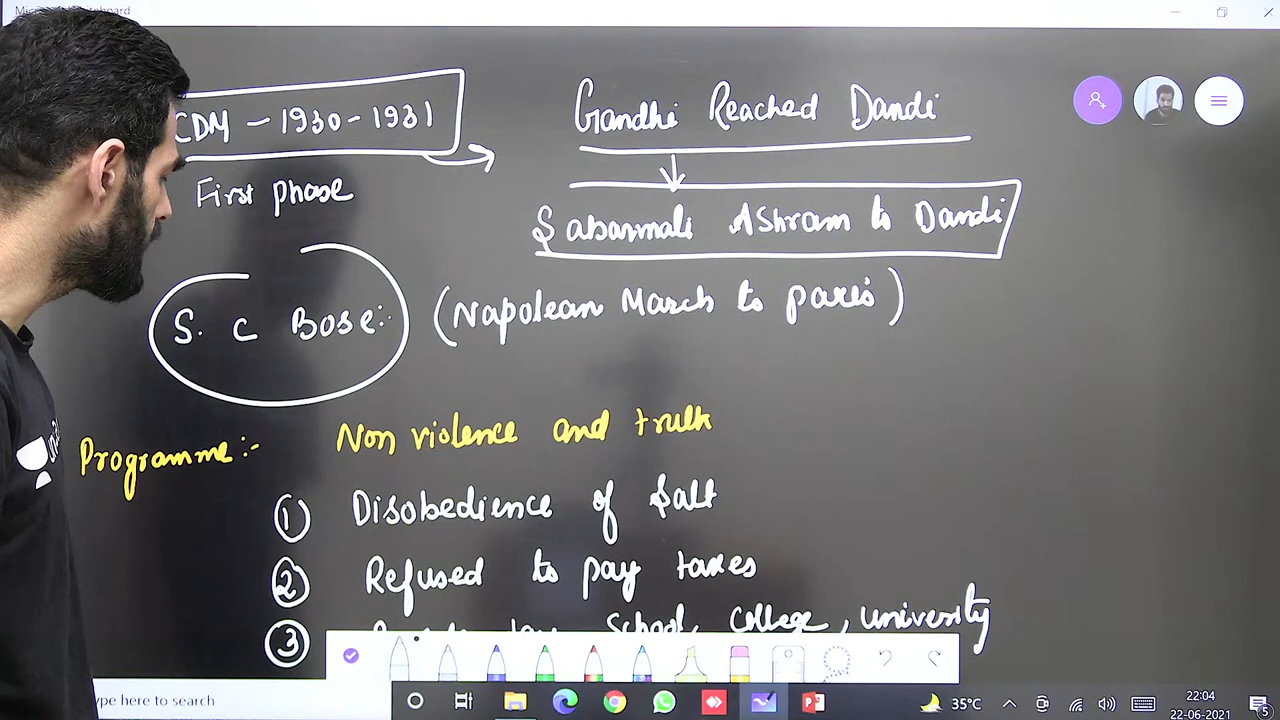 CDM - 1930-1931
First phase
Gandhi Reached Dandi
Sabarmati Ashram to Dandi
S. C Bose:- (Napolean March to paris)
Programme:- Non violence and truth
① Disobedience of Salt
② Refused to pay taxes
③ law School, College, university
ype here to search
35°C
22:04
22-06-2021
5